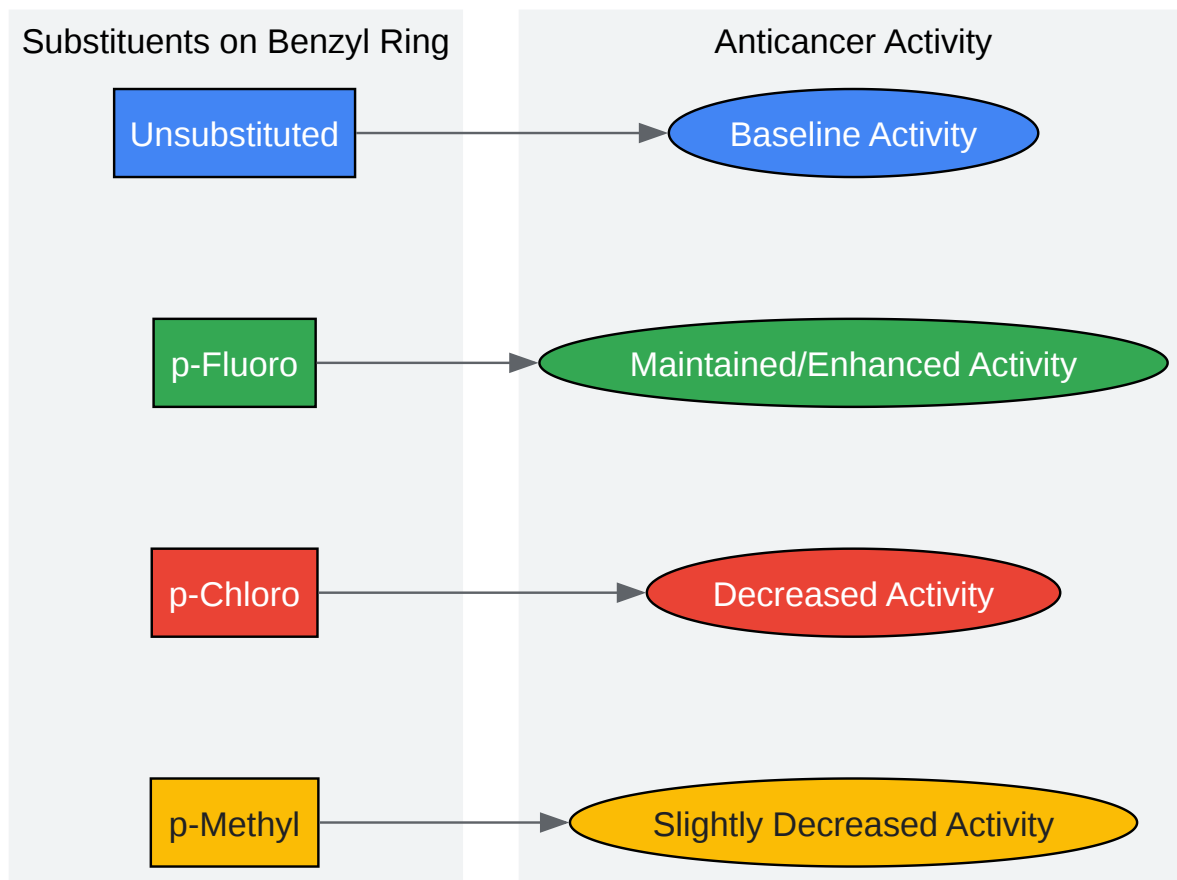 Substituents on Benzyl Ring
Anticancer Activity
Unsubstituted
Baseline Activity
p-Fluoro
Maintained/Enhanced Activity
p-Chloro
Decreased Activity
p-Methyl
Slightly Decreased Activity